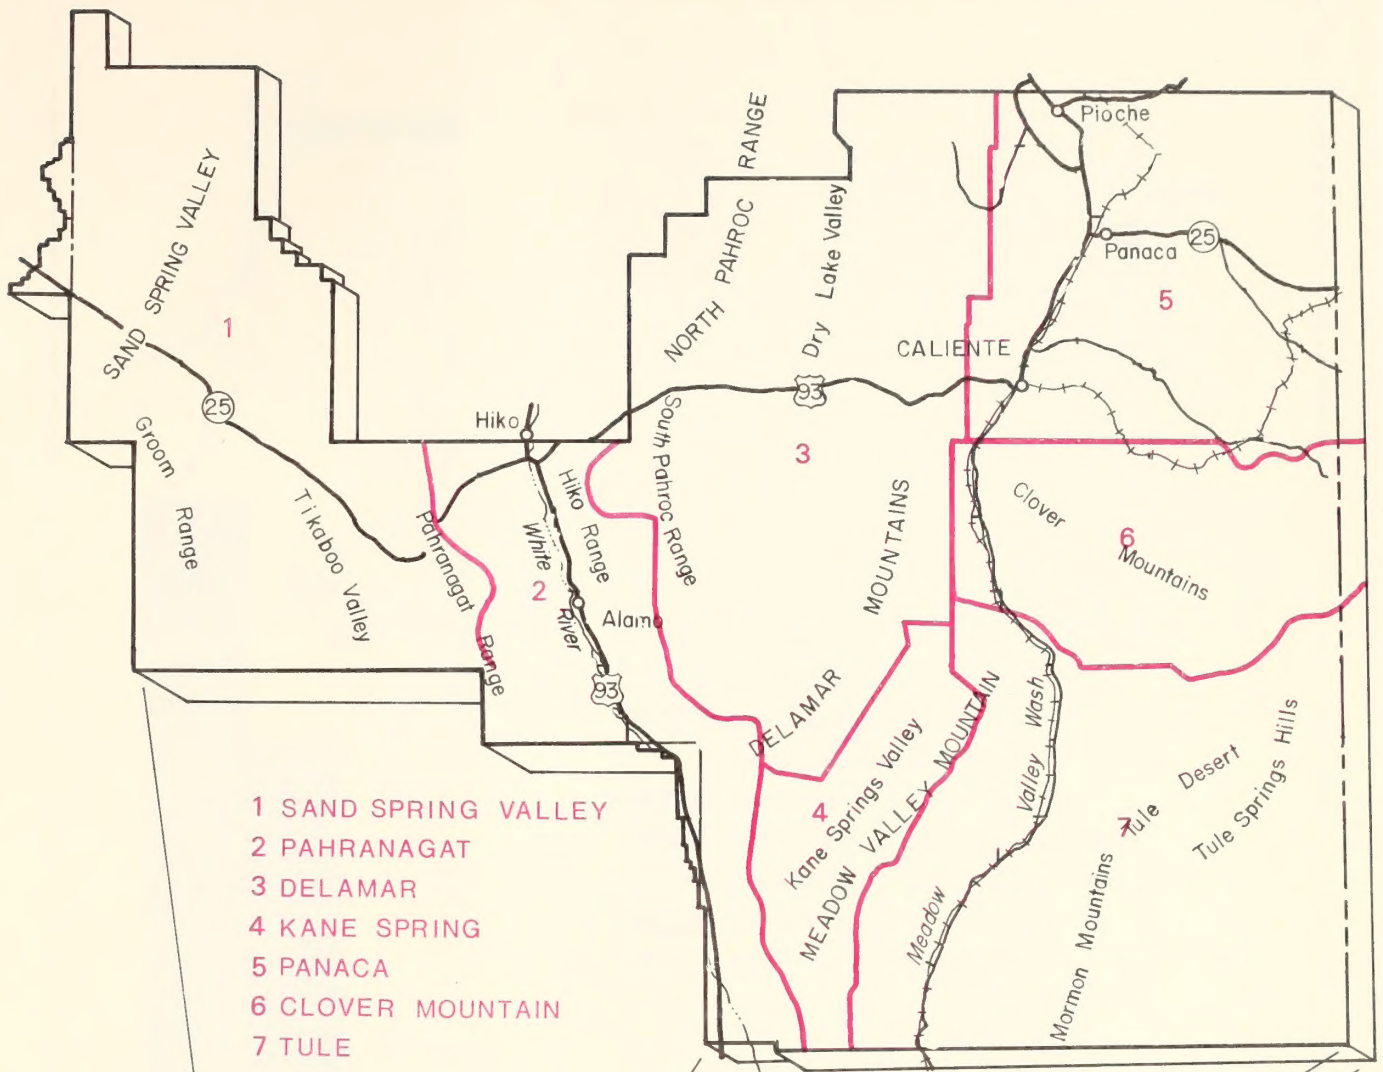 Pioche
NORTH PAHROC RANGE
Dry Lake Valley
SAND SPRING VALLEY
Panaca
25
5
1
CALIENTE
93
25
Hiko
3
Groom Range
Tikaboo Valley
Pahranagat Range
White River
Hiko Range
South Pahroc Range
2
Alamo
93
Clover Mountains
6
DELAMAR MOUNTAINS
Kane Springs Valley
4
MEADOW VALLEY MOUNTAIN
Meadow Valley Wash
7
Tule Desert
Tule Springs Hills
Mormon Mountains
1 SAND SPRING VALLEY
2 PAHRANAGAT
3 DELAMAR
4 KANE SPRING
5 PANACA
6 CLOVER MOUNTAIN
7 TULE